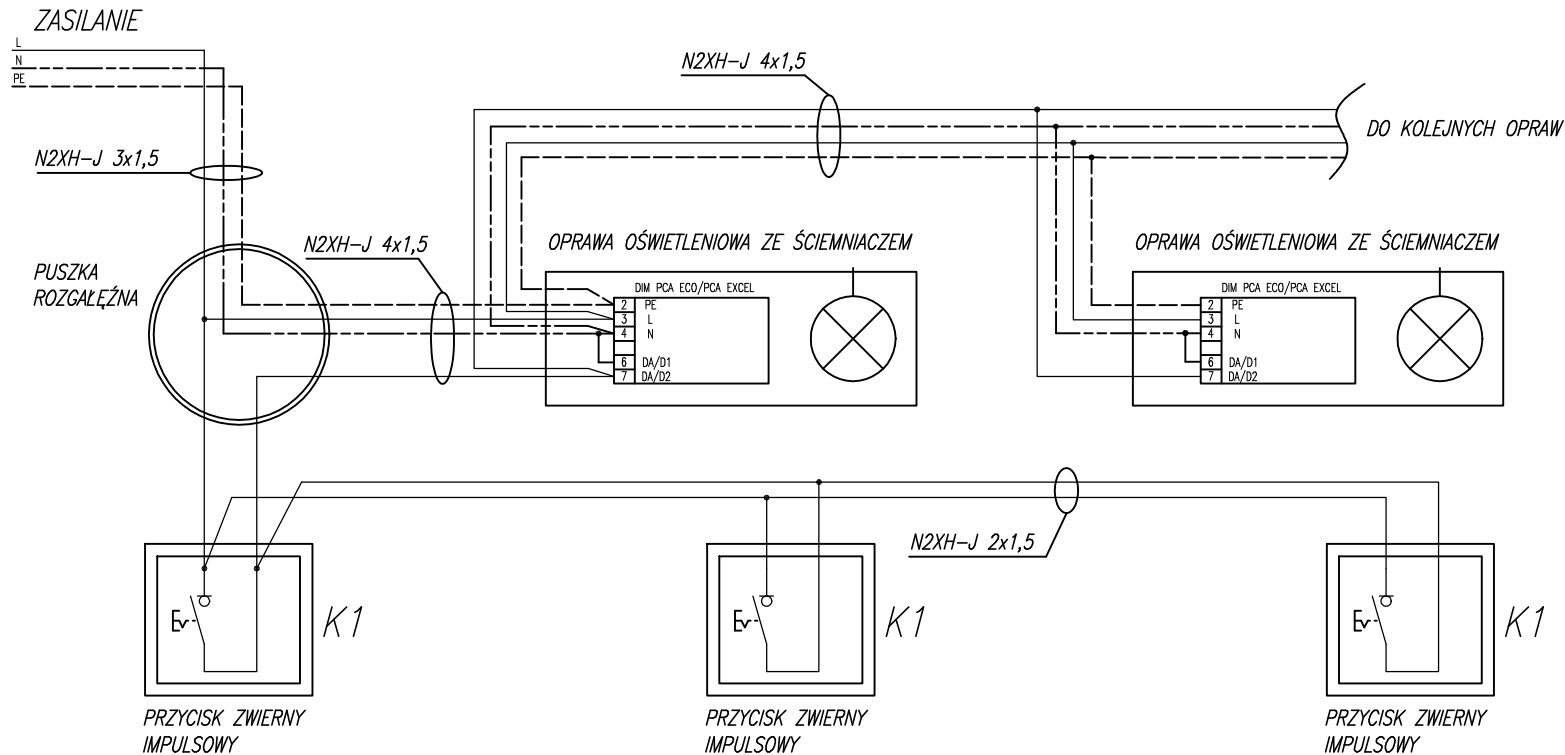 ZASILANIE
L
N
PE
N2XH-J 4x1,5
DO KOLEJNYCH OPRAW
N2XH-J 3x1,5
N2XH-J 4x1,5
PUSZKA
ROZGAŁĘŹNA
OPRAWA OŚWIETLENIOWA ZE ŚCIEMNIACZEM
DIM PCA ECO/PCA EXCEL
2 PE
3 L
4 N
6 DA/D1
7 DA/D2
OPRAWA OŚWIETLENIOWA ZE ŚCIEMNIACZEM
DIM PCA ECO/PCA EXCEL
2 PE
3 L
4 N
6 DA/D1
7 DA/D2
N2XH-J 2x1,5
K1
K1
K1
PRZYCISK ZWIERNY
IMPULSOWY
PRZYCISK ZWIERNY
IMPULSOWY
PRZYCISK ZWIERNY
IMPULSOWY